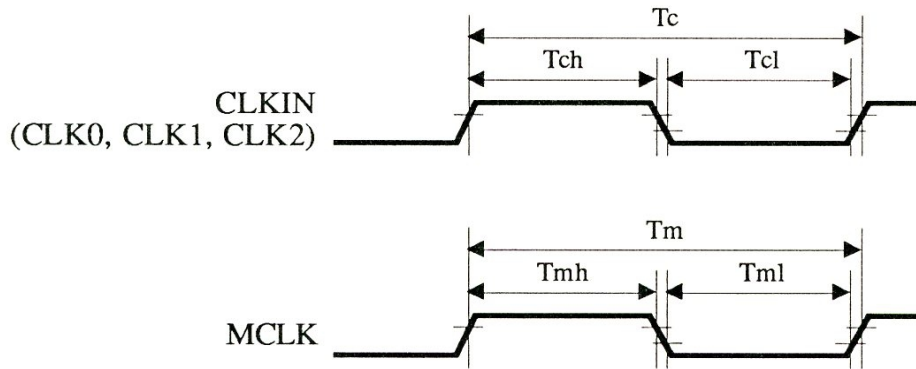 Tc
Tch
Tcl
CLKIN
(CLK0, CLK1, CLK2)
Tm
Tmh
Tml
MCLK